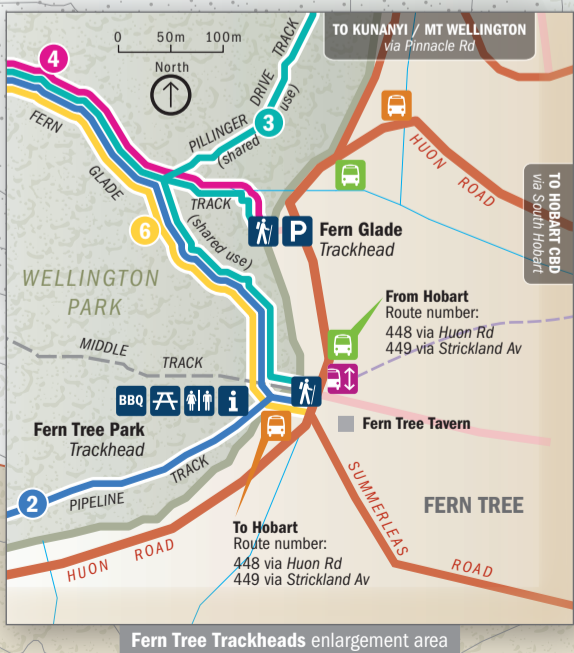 0 50m 100m
North
TO KUNANYI / MT WELLINGTON
via Pinnacle Rd
4
PILLINGER DRIVE TRACK
(shared use)
3
HUON ROAD
TO HOBART CBD
via South Hobart
FERN GLADE TRACK
(shared use)
6
P
Fern Glade
Trackhead
WELLINGTON
PARK
From Hobart
Route number:
448 via Huon Rd
449 via Strickland Av
MIDDLE TRACK
BBQ
i
Fern Tree Park
Trackhead
Fern Tree Tavern
2
PIPELINE TRACK
FERN TREE
SUMMERLEAS ROAD
HUON ROAD
To Hobart
Route number:
448 via Huon Rd
449 via Strickland Av
Fern Tree Trackheads enlargement area